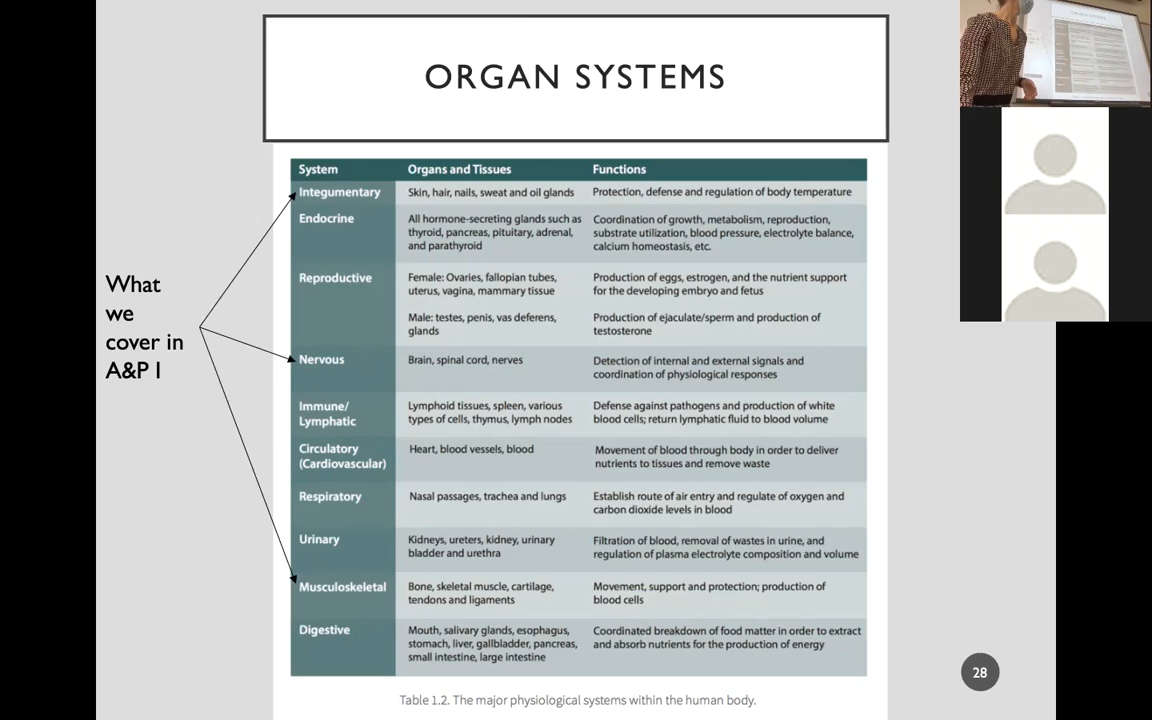 ORGAN SYSTEMS
What
we
cover in
A&P I
System Organs and Tissues Functions
Integumentary Skin, hair, nails, sweat and oil glands Protection, defense and regulation of body temperature
Endocrine All hormone-secreting glands such as Coordination of growth, metabolism, reproduction,
thyroid, pancreas, pituitary, adrenal, substrate utilization, blood pressure, electrolyte balance,
and parathyroid calcium homeostasis, etc.
Reproductive Female: Ovaries, fallopian tubes, Production of eggs, estrogen, and the nutrient support
uterus, vagina, mammary tissue for the developing embryo and fetus
Male: testes, penis, vas deferens, Production of ejaculate/sperm and production of
glands testosterone
Nervous Brain, spinal cord, nerves Detection of internal and external signals and
coordination of physiological responses
Immune/ Lymphoid tissues, spleen, various Defense against pathogens and production of white
Lymphatic types of cells, thymus, lymph nodes blood cells; return lymphatic fluid to blood volume
Circulatory Heart, blood vessels, blood Movement of blood through body in order to deliver
(Cardiovascular) nutrients to tissues and remove waste
Respiratory Nasal passages, trachea and lungs Establish route of air entry and regulate of oxygen and
carbon dioxide levels in blood
Urinary Kidneys, ureters, kidney, urinary Filtration of blood, removal of wastes in urine, and
bladder and urethra regulation of plasma electrolyte composition and volume
Musculoskeletal Bone, skeletal muscle, cartilage, Movement, support and protection; production of
tendons and ligaments blood cells
Digestive Mouth, salivary glands, esophagus, Coordinated breakdown of food matter in order to extract
stomach, liver, gallbladder, pancreas, and absorb nutrients for the production of energy
small intestine, large intestine
Table 1.2. The major physiological systems within the human body.
28